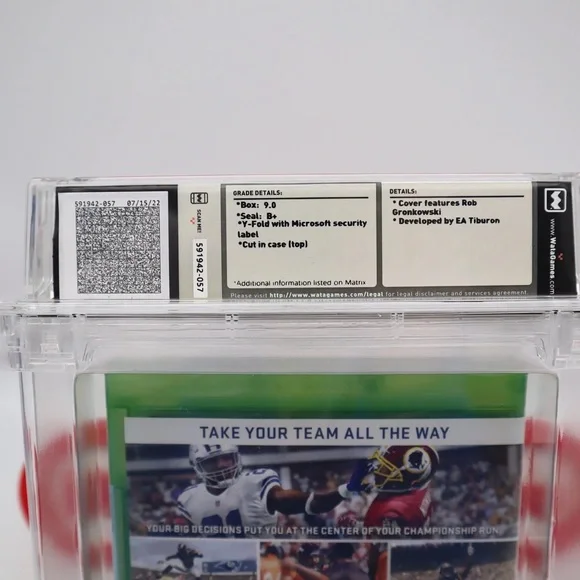 591942-057 07/15/22
SCAN ME!
591942-057
GRADE DETAILS:
*Box: 9.0
*Seal: B+
*Y-Fold with Microsoft security
label
*Cut in case (top)
*Additional information listed on Matrix
DETAILS:
* Cover features Rob
Gronkowski
* Developed by EA Tiburon
Please visit http://www.watagames.com/legal for legal disclaimer and services agreement.
www.WataGames.com
TAKE YOUR TEAM ALL THE WAY
YOUR BIG DECISIONS PUT YOU AT THE CENTER OF YOUR CHAMPIONSHIP RUN